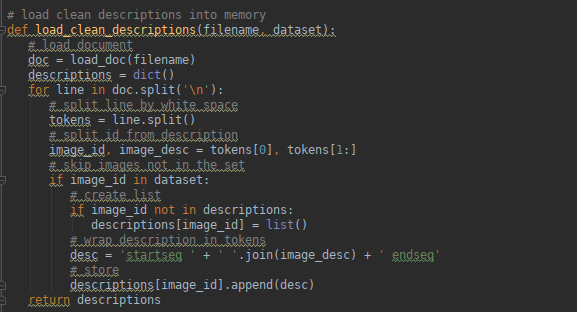 # load clean descriptions into memory
def load_clean_descriptions(filename, dataset):
    # load document
    doc = load_doc(filename)
    descriptions = dict()
    for line in doc.split('\n'):
        # split line by white space
        tokens = line.split()
        # split id from description
        image_id, image_desc = tokens[0], tokens[1:]
        # skip images not in the set
        if image_id in dataset:
            # create list
            if image_id not in descriptions:
                descriptions[image_id] = list()
            # wrap description in tokens
            desc = 'startseq ' + ' '.join(image_desc) + ' endseq'
            # store
            descriptions[image_id].append(desc)
    return descriptions